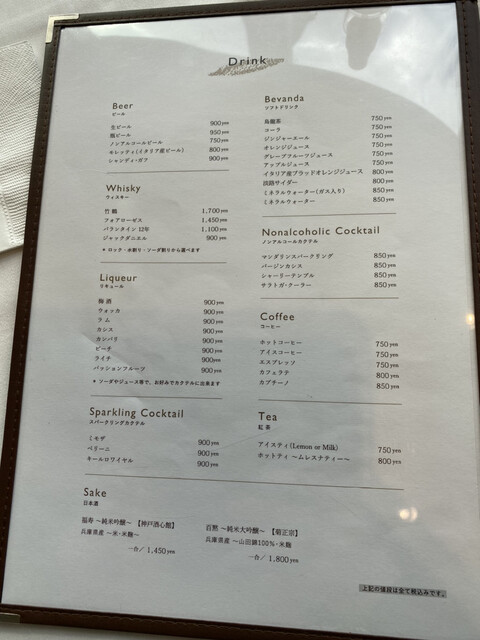 Drink
Beer
ビール
生ビール 900yen
瓶ビール 950yen
ノンアルコールビール 750yen
モレッティ(イタリア産ビール) 800yen
シャンディ・ガフ 900yen
Whisky
ウィスキー
竹鶴 1,700yen
フォアローゼス 1,450yen
バランタイン 12年 1,100yen
ジャックダニエル 900yen
* ロック・水割り・ソーダ割りから選べます
Liqueur
リキュール
梅酒 900yen
ウォッカ 900yen
ラム 900yen
カシス 900yen
カンパリ 900yen
ピーチ 900yen
ライチ 900yen
パッションフルーツ 900yen
* ソーダやジュース等で、お好みでカクテルに出来ます
Sparkling Cocktail
スパークリングカクテル
ミモザ 900yen
ベリーニ 900yen
キールロワイヤル 900yen
Bevanda
ソフトドリンク
烏龍茶 750yen
コーラ 750yen
ジンジャーエール 750yen
オレンジジュース 750yen
グレープフルーツジュース 750yen
アップルジュース 750yen
イタリア産ブラッドオレンジジュース 800yen
淡路サイダー 800yen
ミネラルウォーター(ガス入り) 850yen
ミネラルウォーター 850yen
Nonalcoholic Cocktail
ノンアルコールカクテル
マンダリンスパークリング 850yen
バージンカシス 850yen
シャーリーテンプル 850yen
サラトガ・クーラー 850yen
Coffee
コーヒー
ホットコーヒー 750yen
アイスコーヒー 750yen
エスプレッソ 750yen
カフェラテ 800yen
カプチーノ 850yen
Tea
紅茶
アイスティ(Lemon or Milk) 750yen
ホットティ ～ムレスナティー～ 800yen
Sake
日本酒
福寿 ～純米吟醸～ 【神戸酒心館】
兵庫県産 ～米・米麹
一合/ 1,450yen
百黙 ～純米大吟醸～ 【菊正宗】
兵庫県産 ～山田錦100%・米麹
一合/ 1,800yen
上記の値段は全て税込みです。